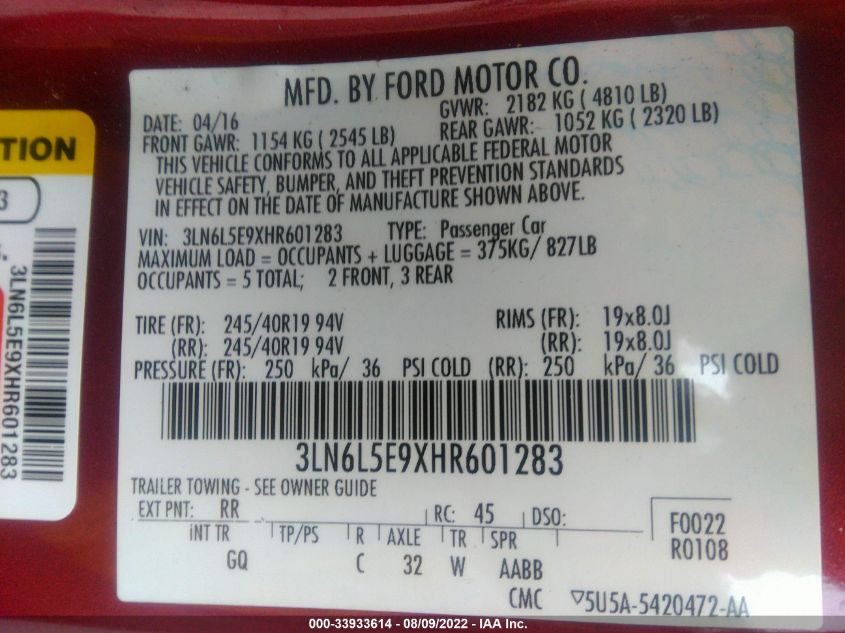 MFD. BY FORD MOTOR CO.
DATE: 04/16 GVWR: 2182 KG ( 4810 LB)
FRONT GAWR: 1154 KG ( 2545 LB) REAR GAWR: 1052 KG ( 2320 LB)
THIS VEHICLE CONFORMS TO ALL APPLICABLE FEDERAL MOTOR
VEHICLE SAFETY, BUMPER, AND THEFT PREVENTION STANDARDS
IN EFFECT ON THE DATE OF MANUFACTURE SHOWN ABOVE.
VIN: 3LN6L5E9XHR601283 TYPE: Passenger Car
MAXIMUM LOAD = OCCUPANTS + LUGGAGE = 375KG/ 827LB
OCCUPANTS = 5 TOTAL; 2 FRONT, 3 REAR
TIRE (FR): 245/40R19 94V RIMS (FR): 19x8.0J
(RR): 245/40R19 94V (RR): 19x8.0J
PRESSURE (FR): 250 kPa/ 36 PSI COLD (RR): 250 kPa/ 36 PSI COLD
3LN6L5E9XHR601283
TRAILER TOWING - SEE OWNER GUIDE
EXT PNT: RR RC: 45 DSO:
INT TR TP/PS R AXLE TR SPR
GQ C 32 W AABB
F0022
R0108
CMC ▽5U5A-5420472-AA
TION
3
3LN6L5E9XHR601283
000-33933614 - 08/09/2022 - IAA Inc.